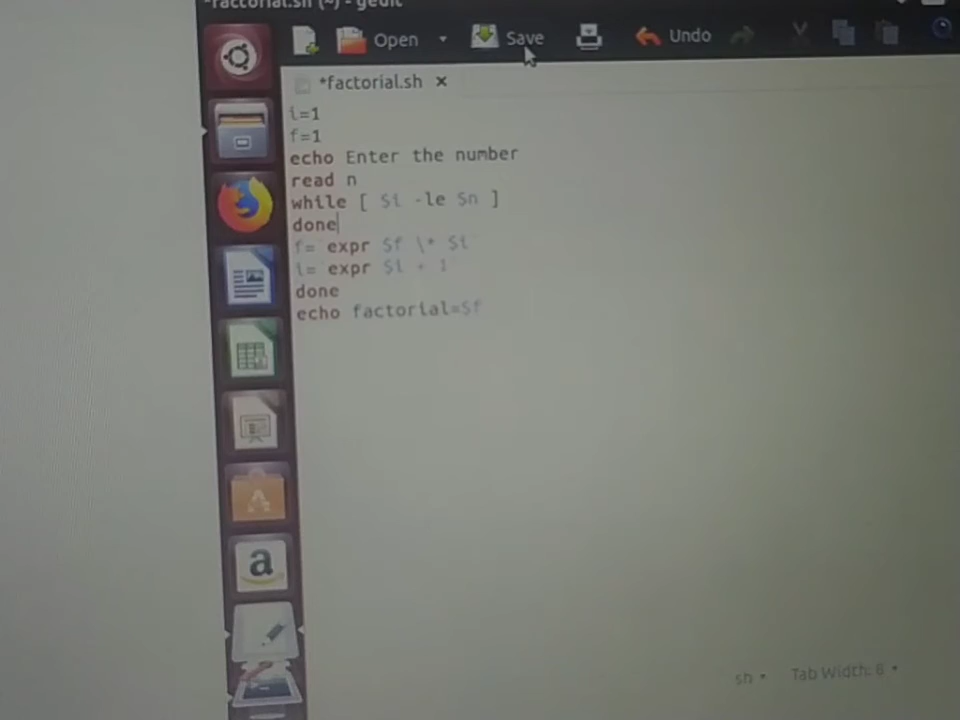 *factorial.sh (~) - gedit
Open
Save
Undo
*factorial.sh ×
i=1
f=1
echo Enter the number
read n
while [ $i -le $n ]
done
f= expr $f \* $i
i= expr $i + 1
done
echo factorial=$f
sh
Tab Width: 8